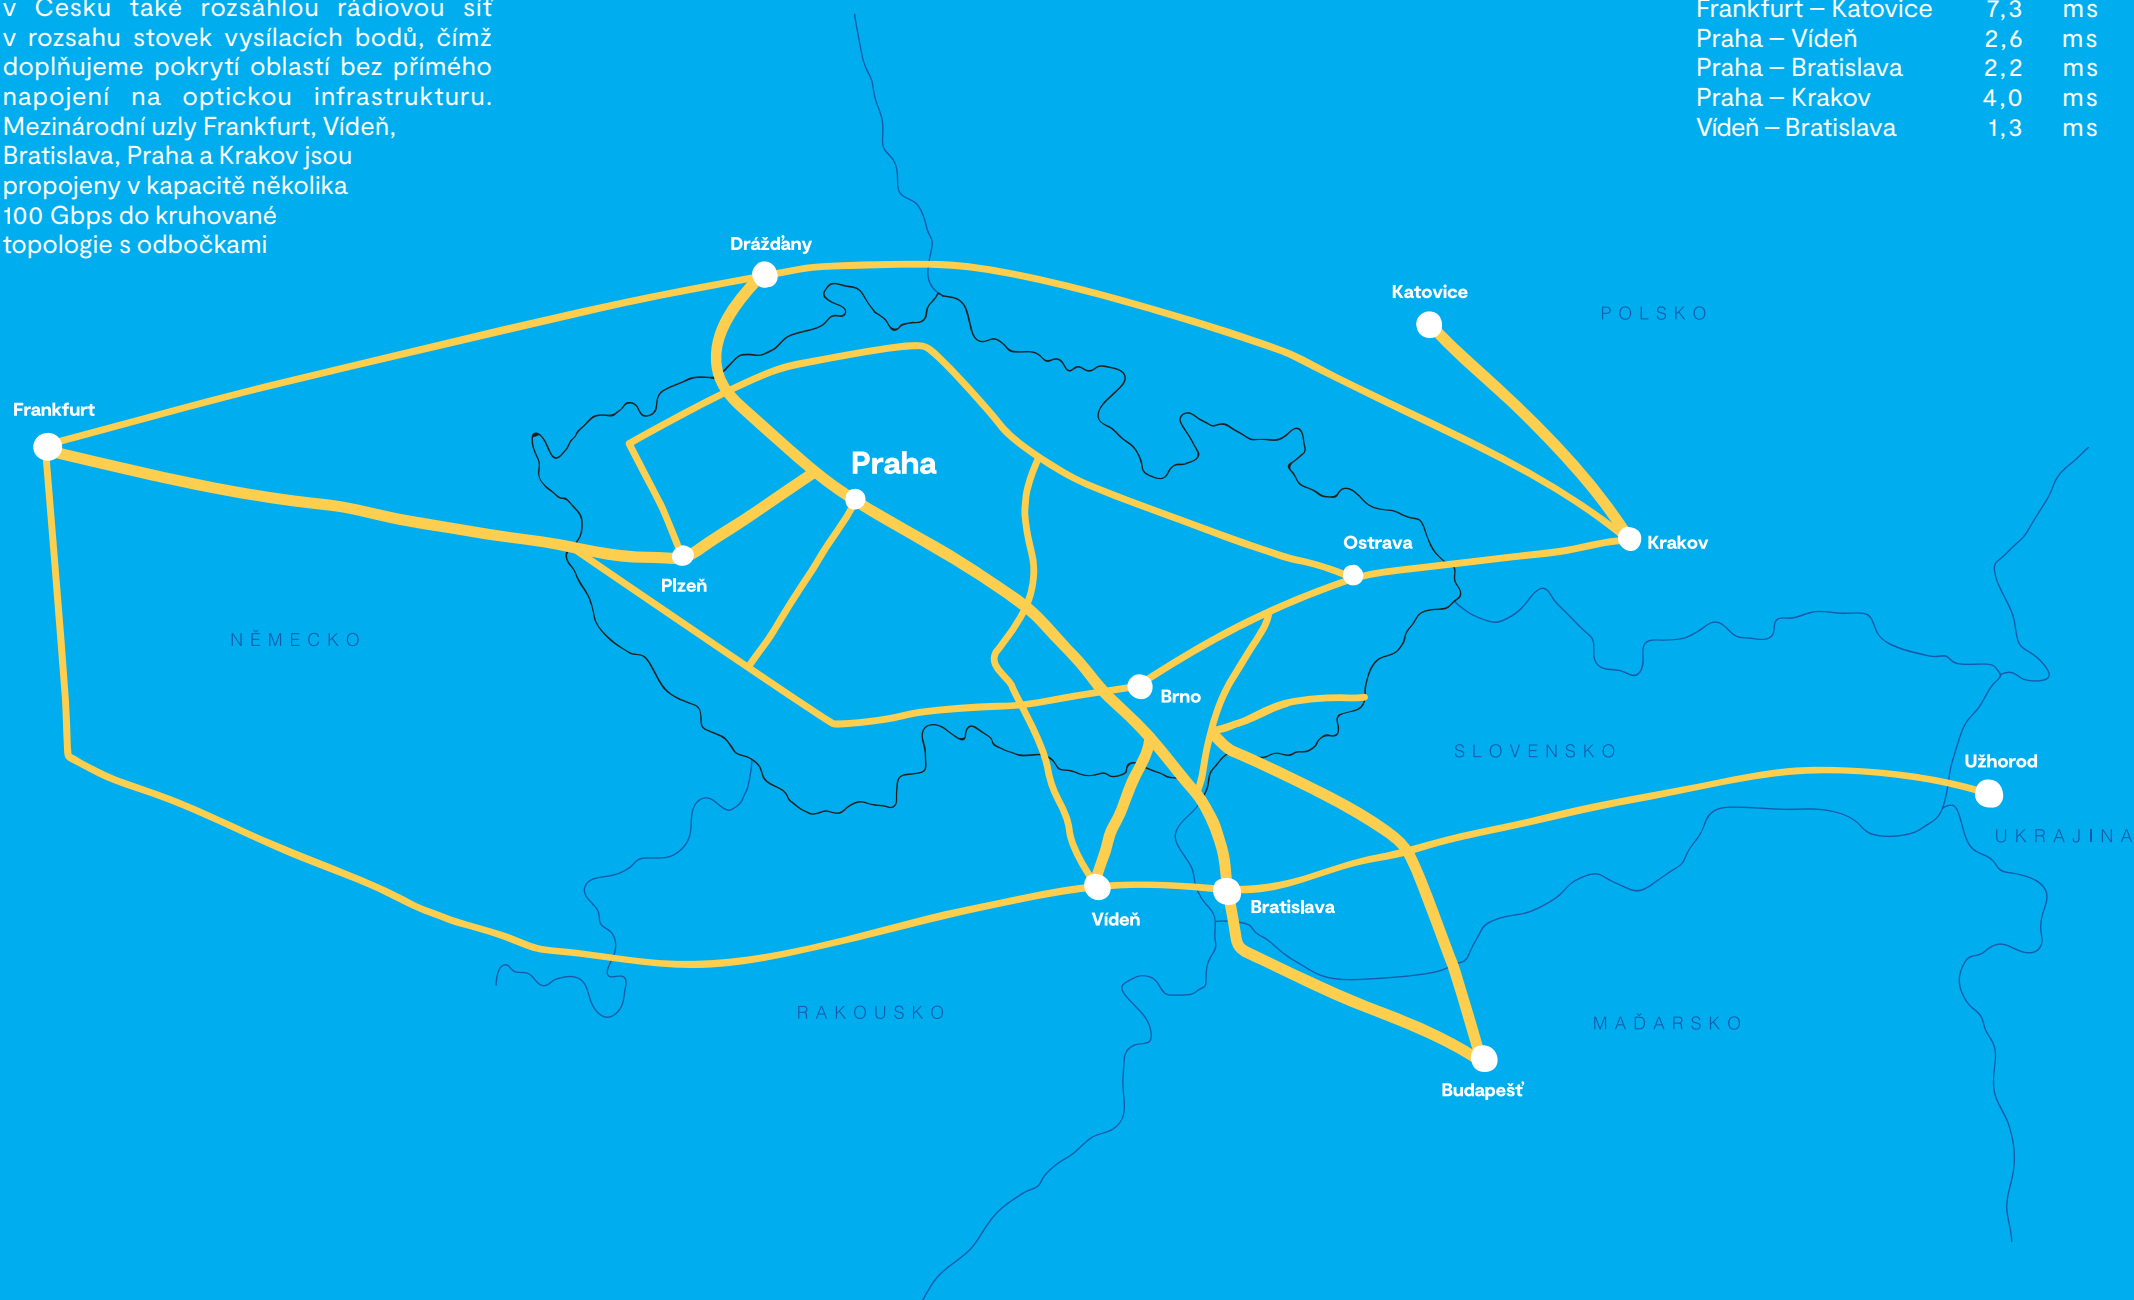 v Česku také rozsáhlou rádiovou síť
v rozsahu stovek vysílacích bodů, čímž
doplňujeme pokrytí oblastí bez přímého
napojení na optickou infrastrukturu.
Mezinárodní uzly Frankfurt, Vídeň,
Bratislava, Praha a Krakov jsou
propojeny v kapacitě několika
100 Gbps do kruhované
topologie s odbočkami
Frankfurt – Katovice 7,3 ms
Praha – Vídeň 2,6 ms
Praha – Bratislava 2,2 ms
Praha – Krakov 4,0 ms
Vídeň – Bratislava 1,3 ms
Drážďany
Katovice
POLSKO
Frankfurt
Praha
Ostrava
Krakov
Plzeň
NĚMECKO
Brno
SLOVENSKO
Užhorod
UKRAJINA
Bratislava
Vídeň
RAKOUSKO
MAĎARSKO
Budapešť